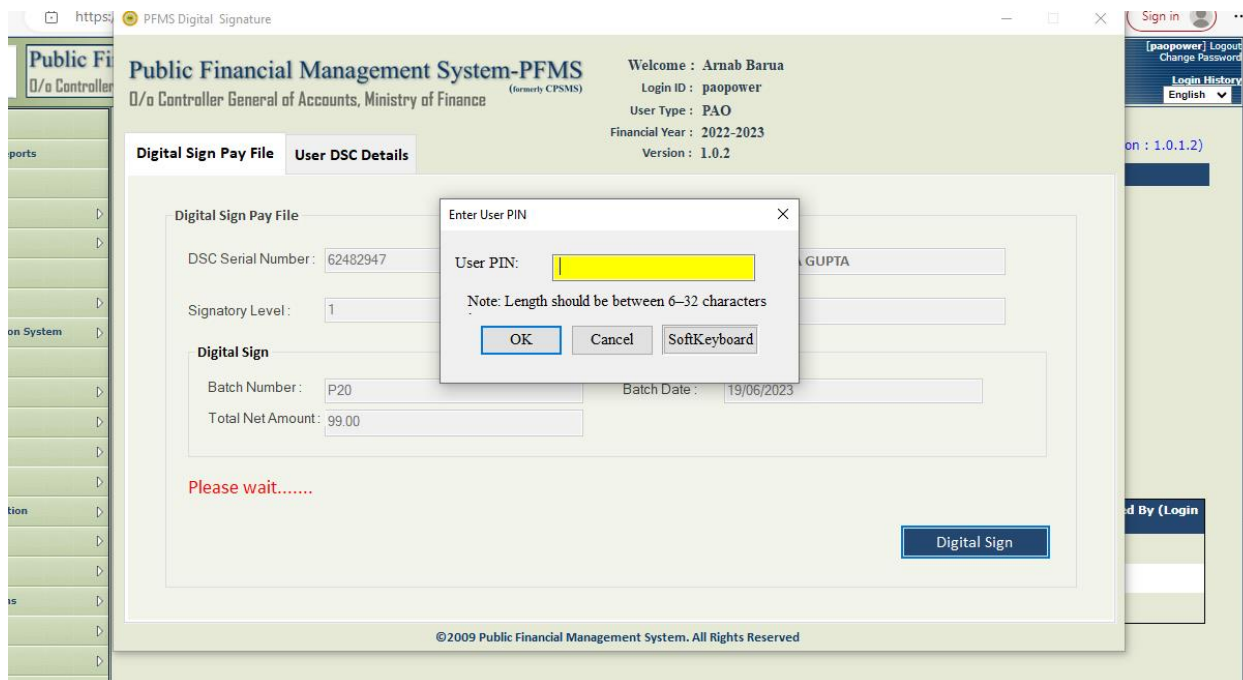 https:
PFMS Digital Signature
Sign in
Public Fi
D/o Controller
[paopower] Logout
Change Password
Login History
English
Public Financial Management System-PFMS
(formerly CPSMS)
D/o Controller General of Accounts, Ministry of Finance
Welcome : Arnab Barua
Login ID : paopower
User Type : PAO
Financial Year : 2022-2023
Version : 1.0.2
ports
on : 1.0.1.2)
Digital Sign Pay File User DSC Details
Digital Sign Pay File
Enter User PIN
DSC Serial Number : 62482947
User PIN:
GUPTA
Note: Length should be between 6–32 characters
Signatory Level : 1
on System
OK Cancel SoftKeyboard
Digital Sign
Batch Number : P20
Batch Date : 19/06/2023
Total Net Amount : 99.00
Please wait.......
tion
d By (Login
Digital Sign
ns
©2009 Public Financial Management System. All Rights Reserved